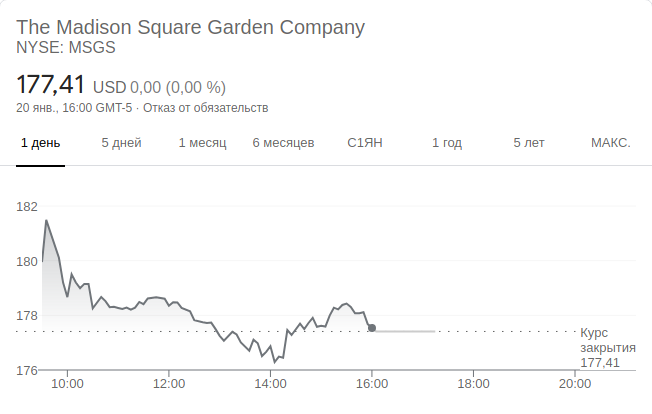 The Madison Square Garden Company
NYSE: MSGS
177,41 USD 0,00 (0,00 %)
20 янв., 16:00 GMT-5 · Отказ от обязательств
1 день 5 дней 1 месяц 6 месяцев С1ЯН 1 год 5 лет МАКС.
182
180
178
Курс
закрытия
177,41
176
10:00 12:00 14:00 16:00 18:00 20:00